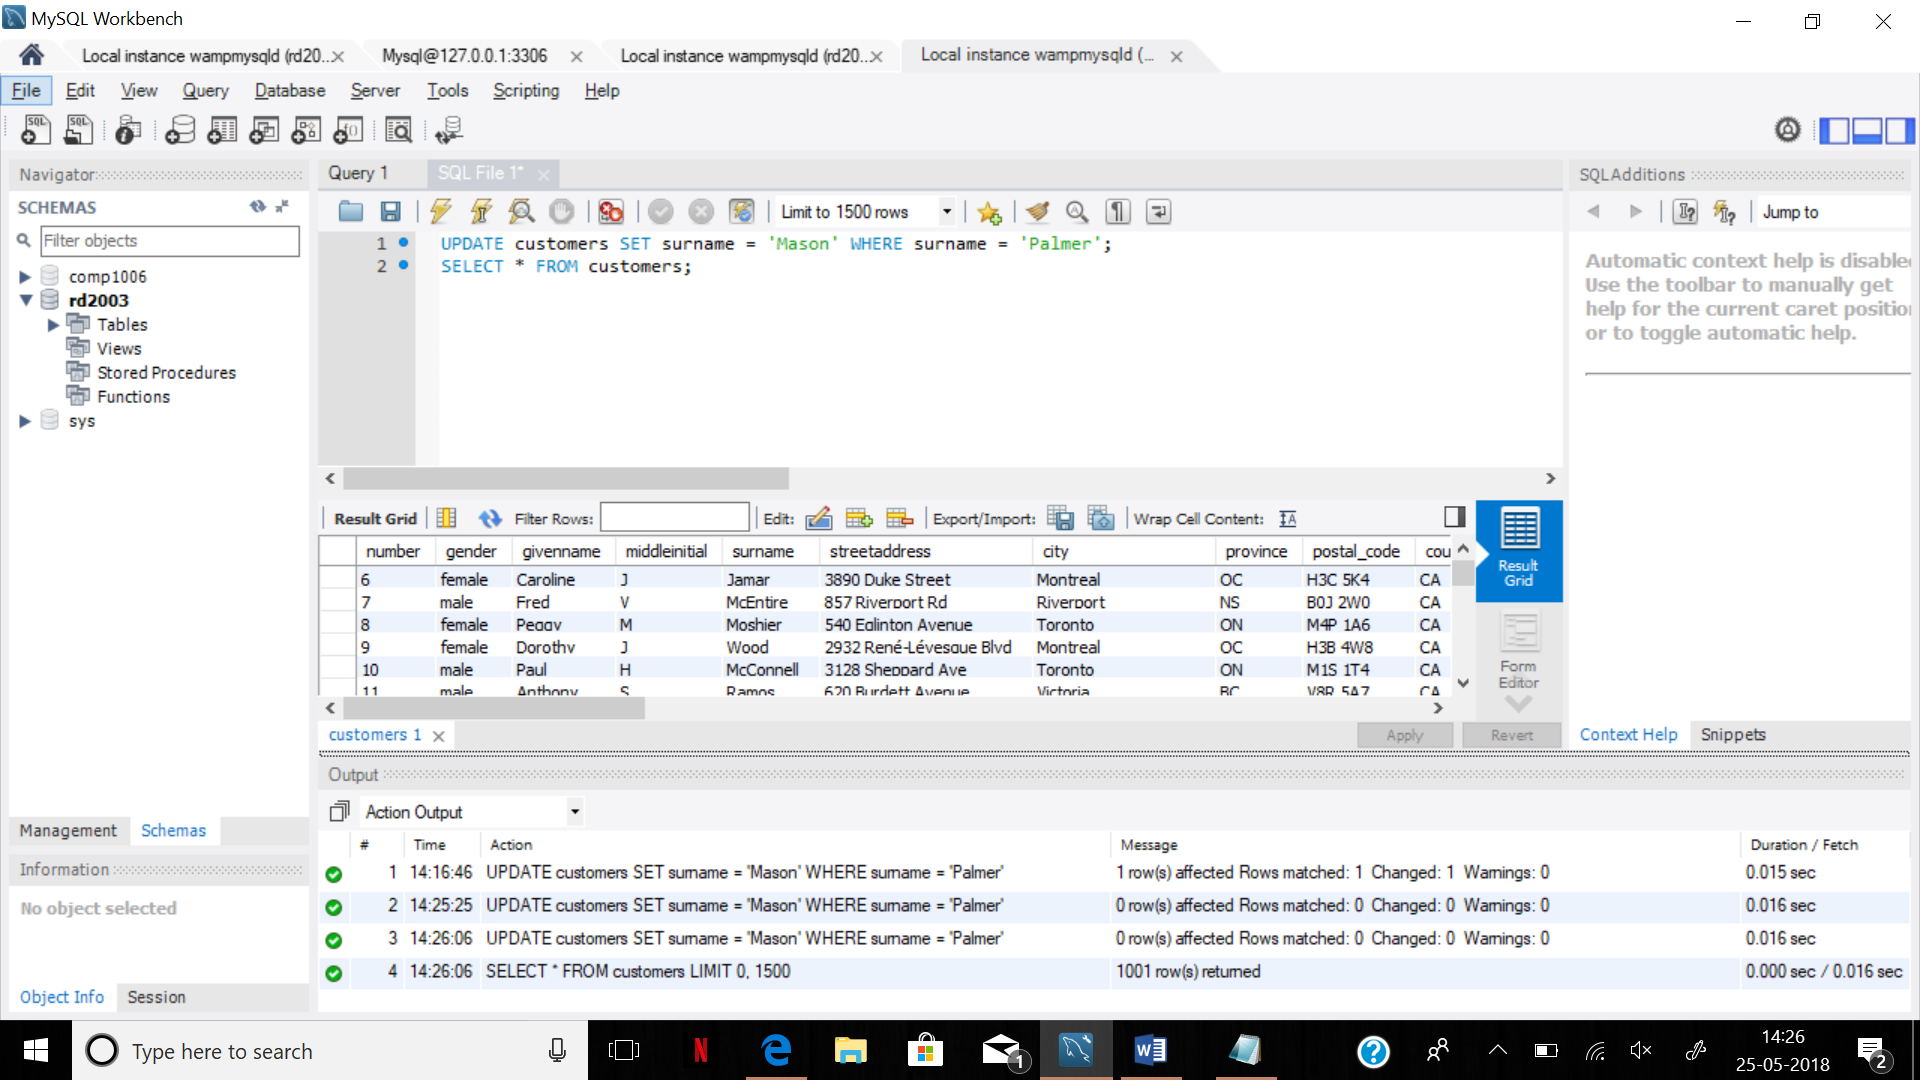 MySQL Workbench
Local instance wampmysqld (rd20... Mysql@127.0.0.1:3306 Local instance wampmysqld (rd20... Local instance wampmysqld (...
File Edit View Query Database Server Tools Scripting Help
Navigator
SCHEMAS
Filter objects
comp1006
rd2003
Tables
Views
Stored Procedures
Functions
sys
Management Schemas
Information
No object selected
Object Info Session
Query 1 SQL File 1*
Limit to 1500 rows
1 UPDATE customers SET surname = 'Mason' WHERE surname = 'Palmer';
2 SELECT * FROM customers;
Result Grid Filter Rows: Edit: Export/Import: Wrap Cell Content:
number gender givenname middleinitial surname streetaddress city province postal_code cou
6 female Caroline J Jamar 3890 Duke Street Montreal QC H3C 5K4 CA
7 male Fred V McEntire 857 Riverport Rd Riverport NS B0J 2W0 CA
8 female Peggy M Moshier 540 Eglinton Avenue Toronto ON M4P 1A6 CA
9 female Dorothy J Wood 2932 René-Lévesque Blvd Montreal QC H3B 4W8 CA
10 male Paul H McConnell 3128 Sheppard Ave Toronto ON M1S 1T4 CA
11 male Anthony S Ramos 620 Burdett Avenue Victoria BC V8R 5A7 CA
Result
Grid
Form
Editor
customers 1 Apply Revert
SQLAdditions
Jump to
Automatic context help is disable
Use the toolbar to manually get
help for the current caret position
or to toggle automatic help.
Context Help Snippets
Output
Action Output
# Time Action Message Duration / Fetch
1 14:16:46 UPDATE customers SET surname = 'Mason' WHERE surname = 'Palmer' 1 row(s) affected Rows matched: 1 Changed: 1 Warnings: 0 0.015 sec
2 14:25:25 UPDATE customers SET surname = 'Mason' WHERE surname = 'Palmer' 0 row(s) affected Rows matched: 0 Changed: 0 Warnings: 0 0.016 sec
3 14:26:06 UPDATE customers SET surname = 'Mason' WHERE surname = 'Palmer' 0 row(s) affected Rows matched: 0 Changed: 0 Warnings: 0 0.016 sec
4 14:26:06 SELECT * FROM customers LIMIT 0, 1500 1001 row(s) returned 0.000 sec / 0.016 sec
Type here to search
1
14:26
25-05-2018
2